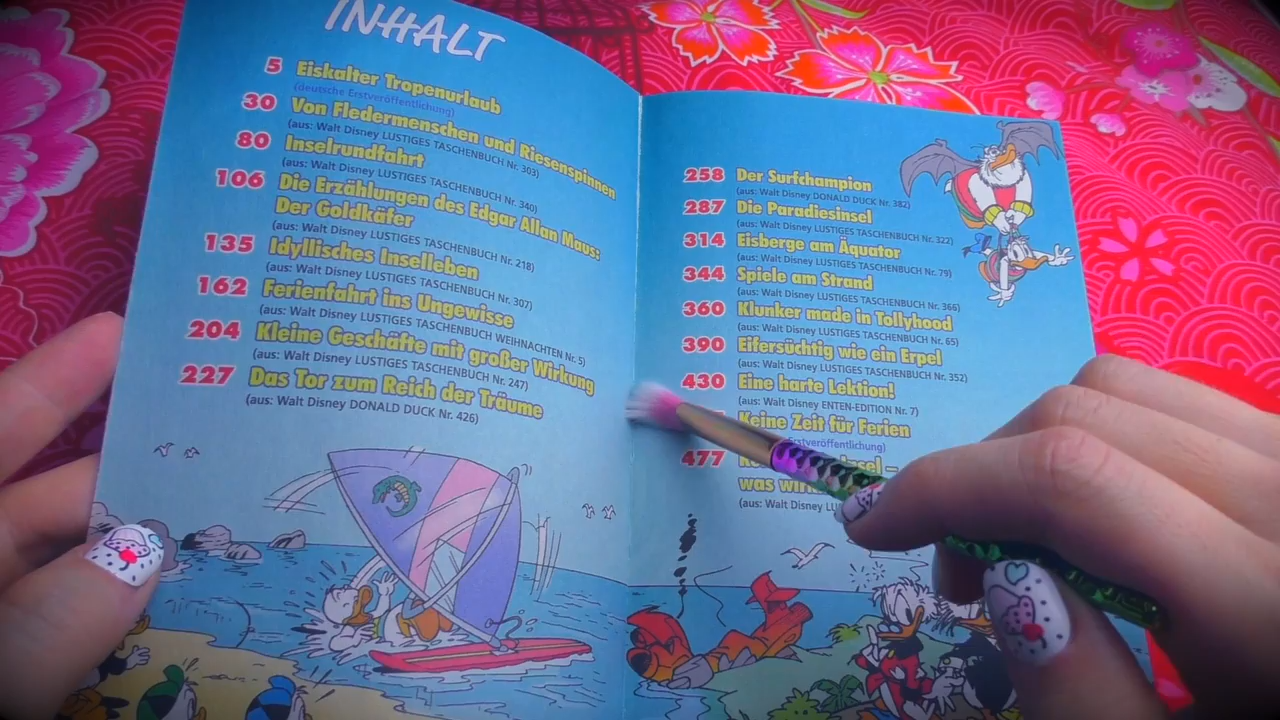 INHALT
5 Eiskalter Tropenurlaub
(deutsche Erstveröffentlichung)
30 Von Fledermenschen und Riesenspinnen
(aus: Walt Disney LUSTIGES TASCHENBUCH Nr. 303)
80 Inselrundfahrt
(aus: Walt Disney LUSTIGES TASCHENBUCH Nr. 340)
106 Die Erzählungen des Edgar Allan Maus:
Der Goldkäfer
(aus: Walt Disney LUSTIGES TASCHENBUCH Nr. 218)
135 Idyllisches Inselleben
(aus: Walt Disney LUSTIGES TASCHENBUCH Nr. 307)
162 Ferienfahrt ins Ungewisse
(aus: Walt Disney LUSTIGES TASCHENBUCH WEIHNACHTEN Nr. 5)
204 Kleine Geschäfte mit großer Wirkung
(aus: Walt Disney LUSTIGES TASCHENBUCH Nr. 247)
227 Das Tor zum Reich der Träume
(aus: Walt Disney DONALD DUCK Nr. 426)
258 Der Surfchampion
(aus: Walt Disney DONALD DUCK Nr. 382)
287 Die Paradiesinsel
(aus: Walt Disney LUSTIGES TASCHENBUCH Nr. 322)
314 Eisberge am Äquator
(aus: Walt Disney LUSTIGES TASCHENBUCH Nr. 79)
344 Spiele am Strand
(aus: Walt Disney LUSTIGES TASCHENBUCH Nr. 366)
360 Klunker made in Tollyhood
(aus: Walt Disney LUSTIGES TASCHENBUCH Nr. 65)
390 Eifersüchtig wie ein Erpel
(aus: Walt Disney LUSTIGES TASCHENBUCH Nr. 352)
430 Eine harte Lektion!
(aus: Walt Disney ENTEN-EDITION Nr. 7)
Keine Zeit für Ferien
Erstveröffentlichung)
477
was
(aus: Walt Disney